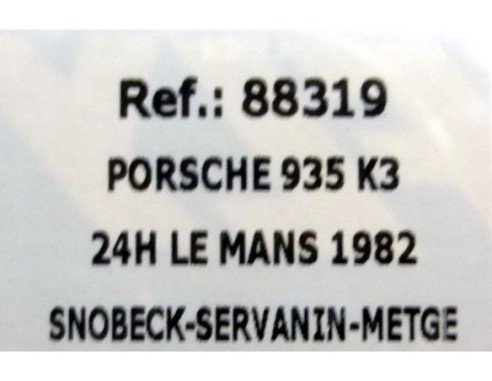 Ref.: 88319
PORSCHE 935 K3
24H LE MANS 1982
SNOBECK-SERVANIN-METGE